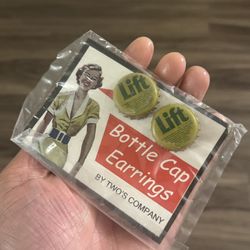 Lift
Lift
Bottle Cap
Earrings
BY TWO'S COMPANY